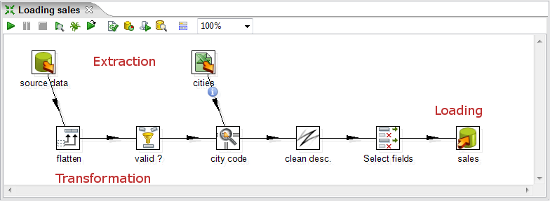 Loading sales
100%
Extraction
source data
cities
Loading
flatten
valid ?
city code
clean desc.
Select fields
sales
Transformation